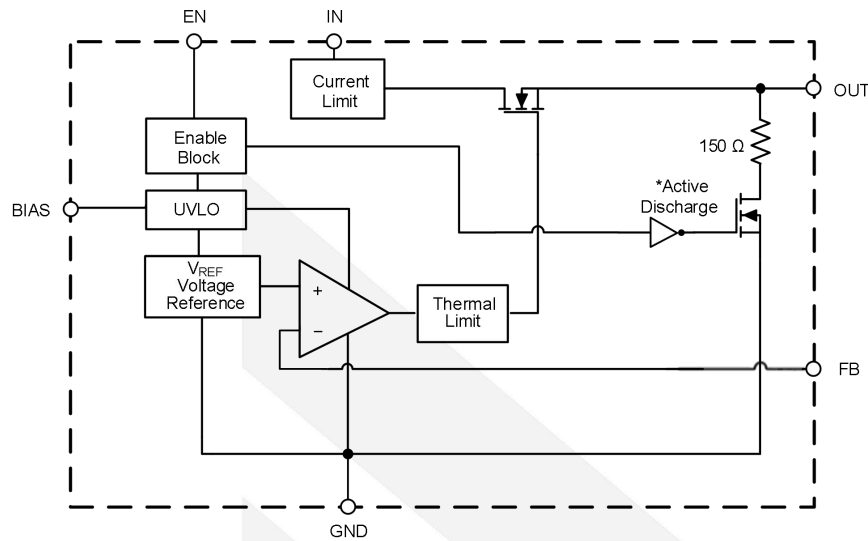 EN
IN
Current
Limit
OUT
150 Ω
Enable
Block
*Active
Discharge
BIAS
UVLO
VREF
Voltage
Reference
+
−
Thermal
Limit
FB
GND